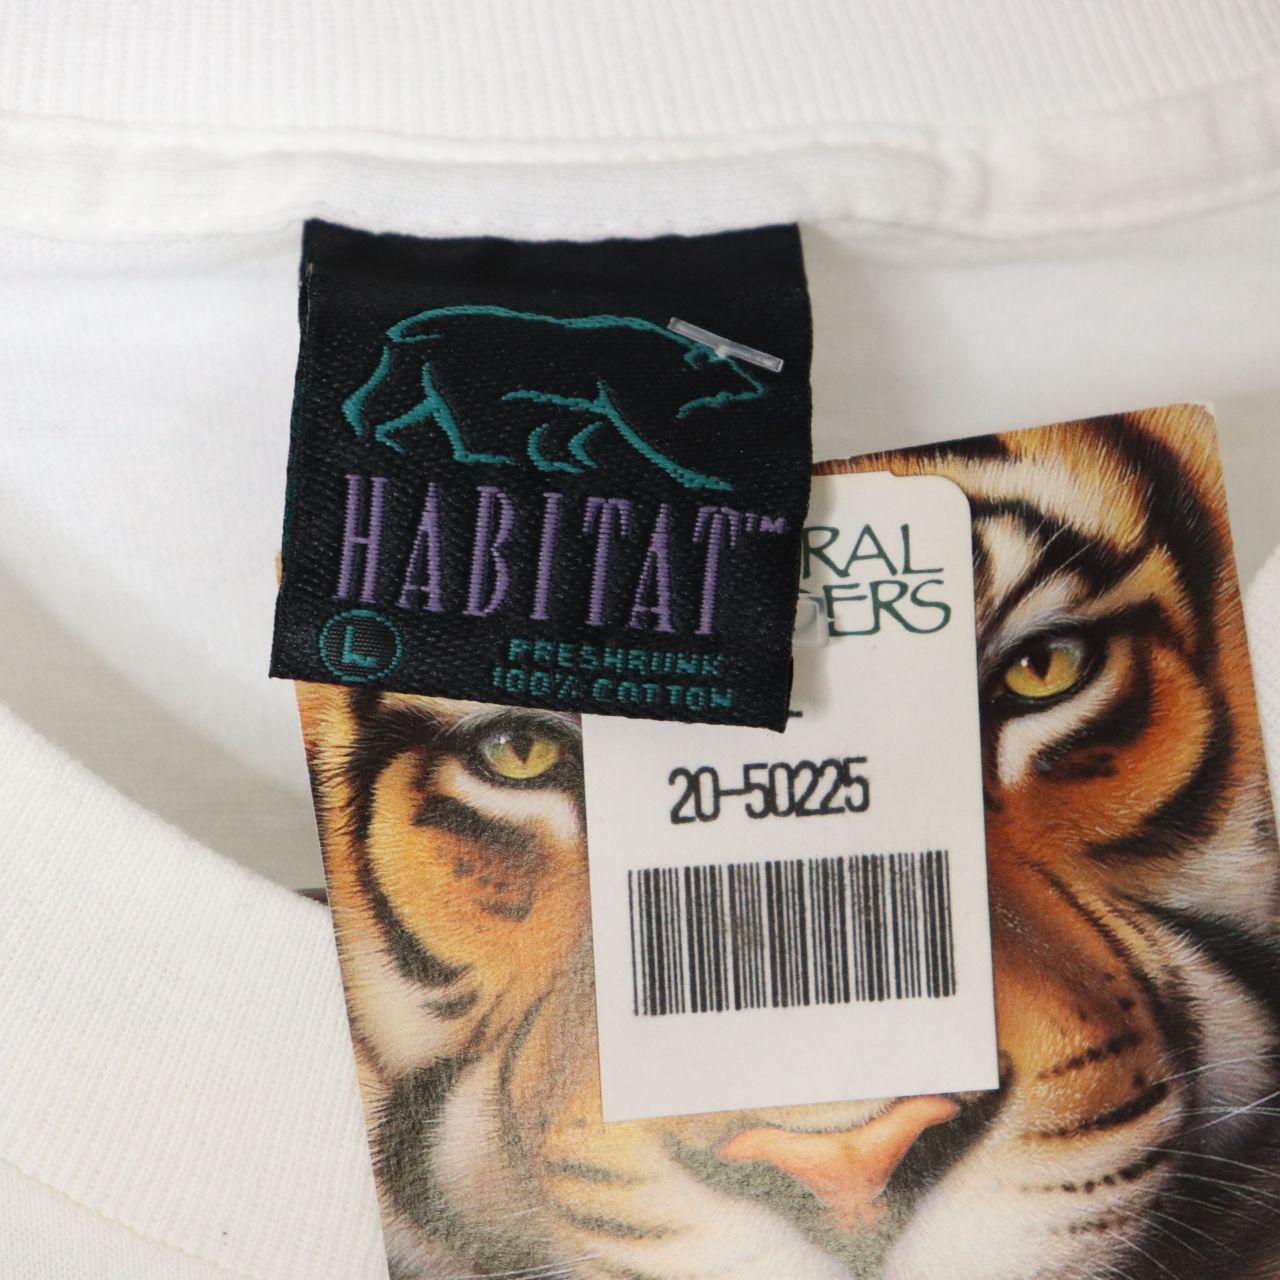 HABITAT™
L
PRESHRUNK
100% COTTON
RAL
ERS
20-50225